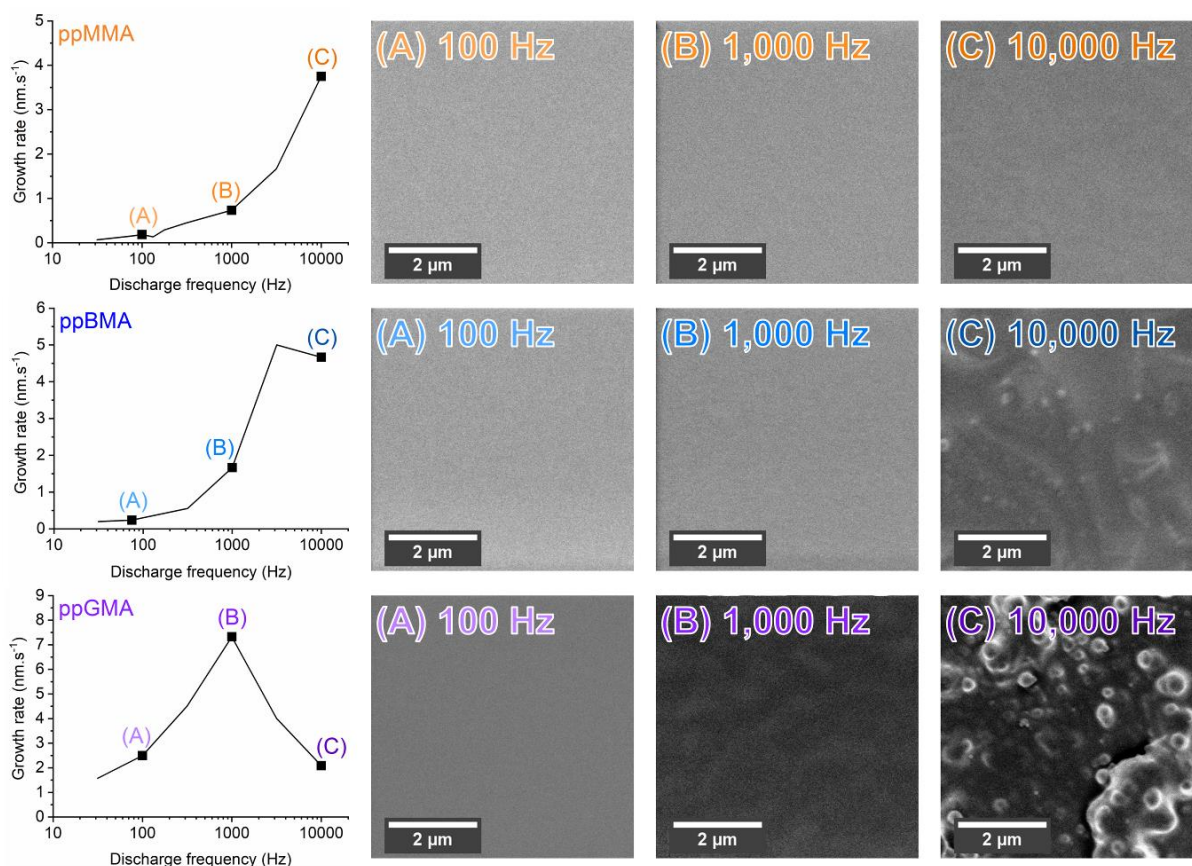 ppMMA
Growth rate (nm.s⁻¹)
5
4
3
2
1
0
(A)
(B)
(C)
10 100 1000 10000
Discharge frequency (Hz)
(A) 100 Hz
2 µm
(B) 1,000 Hz
2 µm
(C) 10,000 Hz
2 µm
ppBMA
Growth rate (nm.s⁻¹)
6
5
4
3
2
1
0
(A)
(B)
(C)
10 100 1000 10000
Discharge frequency (Hz)
(A) 100 Hz
2 µm
(B) 1,000 Hz
2 µm
(C) 10,000 Hz
2 µm
ppGMA
Growth rate (nm.s⁻¹)
9
8
7
6
5
4
3
2
1
0
(A)
(B)
(C)
10 100 1000 10000
Discharge frequency (Hz)
(A) 100 Hz
2 µm
(B) 1,000 Hz
2 µm
(C) 10,000 Hz
2 µm